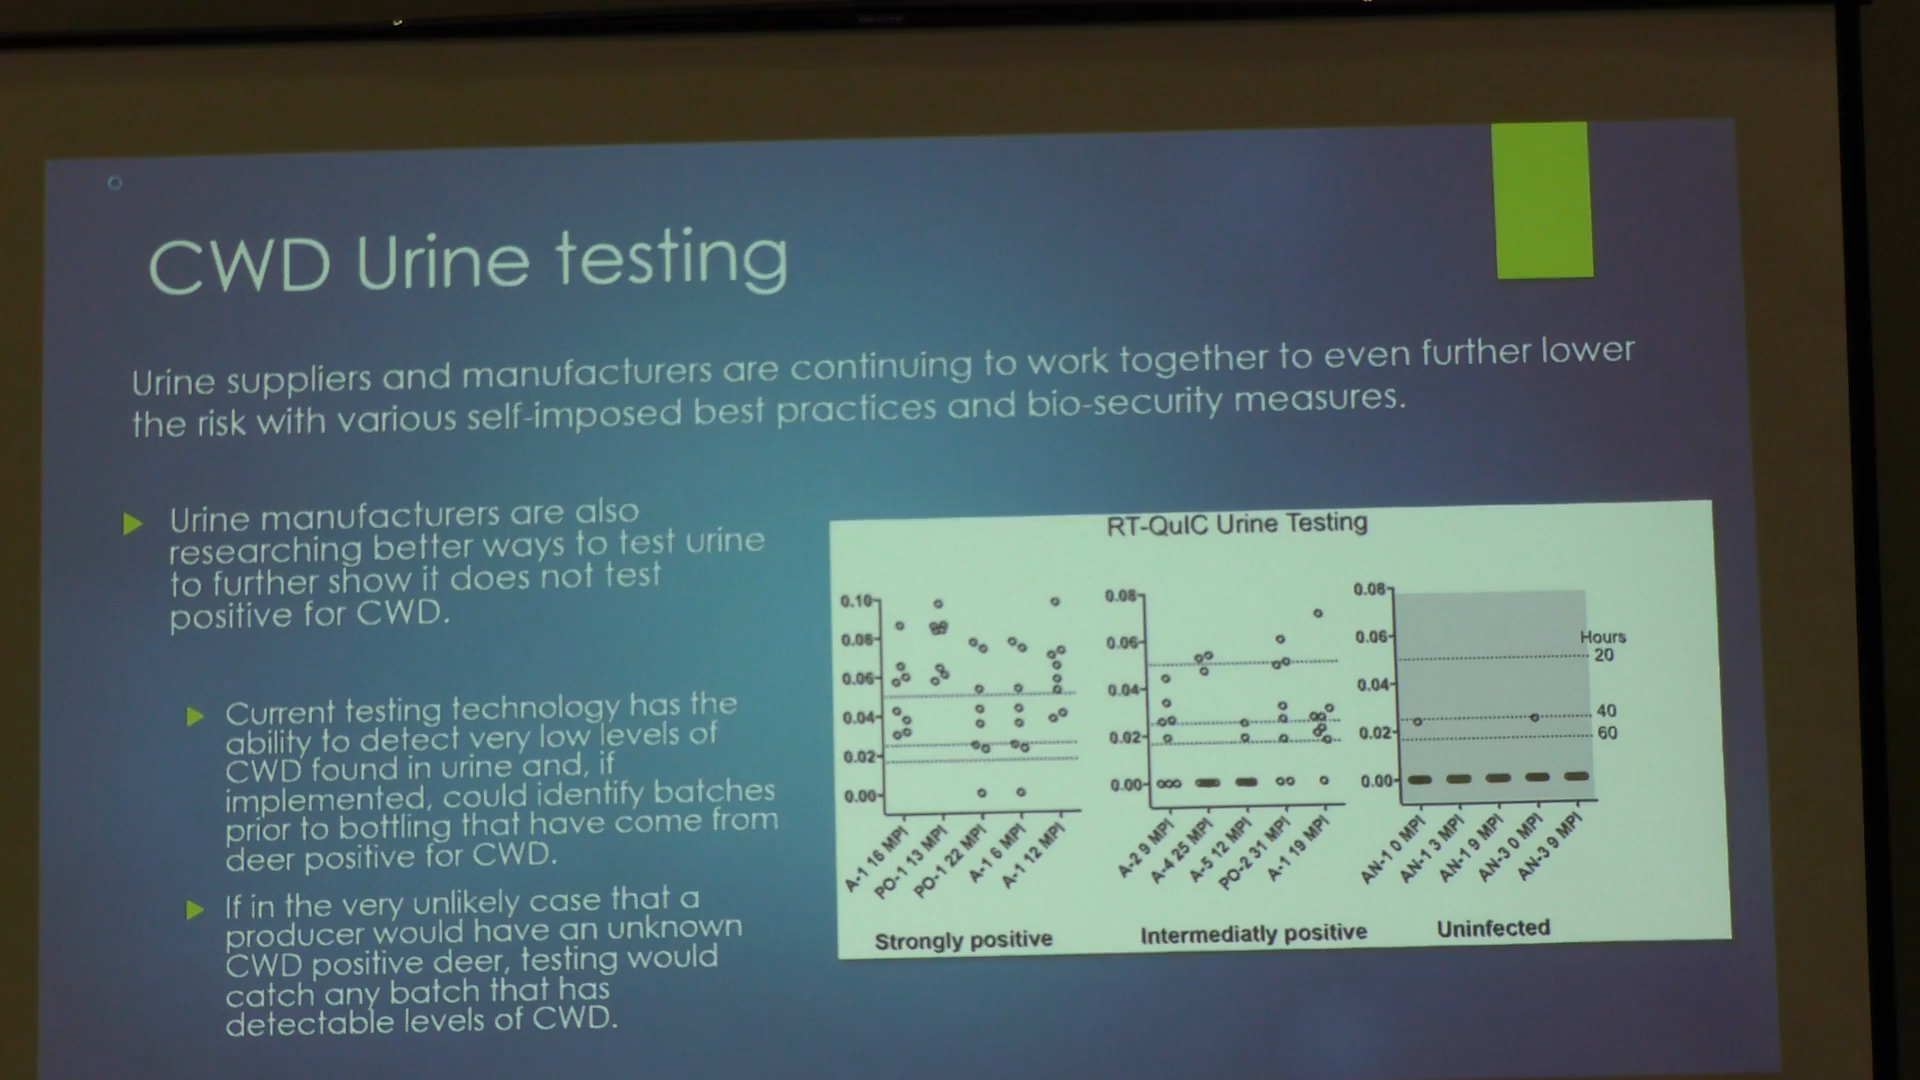 CWD Urine testing
Urine suppliers and manufacturers are continuing to work together to even further lower
the risk with various self-imposed best practices and bio-security measures.
Urine manufacturers are also
researching better ways to test urine
to further show it does not test
positive for CWD.
Current testing technology has the
ability to detect very low levels of
CWD found in urine and, if
implemented, could identify batches
prior to bottling that have come from
deer positive for CWD.
If in the very unlikely case that a
producer would have an unknown
CWD positive deer, testing would
catch any batch that has
detectable levels of CWD.
RT-QuIC Urine Testing
0.10
0.08
0.06
0.04
0.02
0.00
A-1 16 MPI
PO-1 13 MPI
PO-1 22 MPI
A-1 6 MPI
A-1 12 MPI
Strongly positive
0.08
0.06
0.04
0.02
0.00
A-2 9 MPI
A-4 25 MPI
A-5 12 MPI
PO-2 31 MPI
A-1 19 MPI
Intermediatly positive
0.08
0.06
0.04
0.02
0.00
Hours
20
40
60
AN-1 0 MPI
AN-1 3 MPI
AN-1 9 MPI
AN-3 0 MPI
AN-3 9 MPI
Uninfected